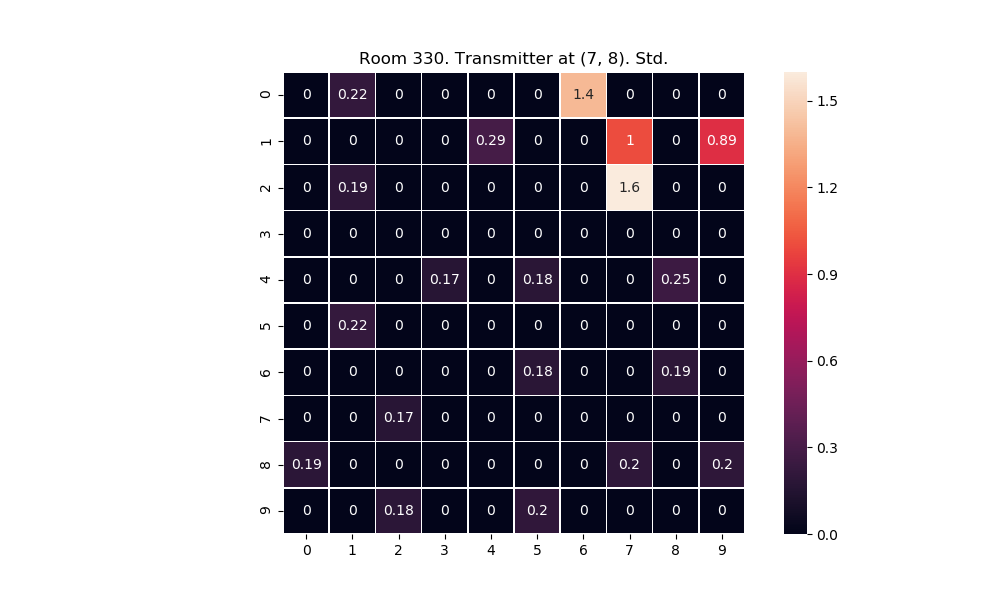 Room 330. Transmitter at (7, 8). Std.
0 0 0.22 0 0 0 0 1.4 0 0 0
1 0 0 0 0 0.29 0 0 1 0 0.89
2 0 0.19 0 0 0 0 0 1.6 0 0
3 0 0 0 0 0 0 0 0 0 0
4 0 0 0 0.17 0 0.18 0 0 0.25 0
5 0 0.22 0 0 0 0 0 0 0 0
6 0 0 0 0 0 0.18 0 0 0.19 0
7 0 0 0.17 0 0 0 0 0 0 0
8 0.19 0 0 0 0 0 0 0.2 0 0.2
9 0 0 0.18 0 0 0.2 0 0 0 0
0 1 2 3 4 5 6 7 8 9
1.5
1.2
0.9
0.6
0.3
0.0